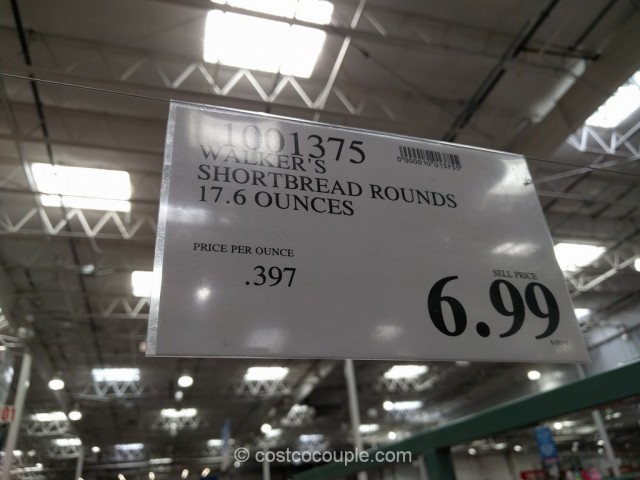 1001375
WALKER'S
SHORTBREAD ROUNDS
17.6 OUNCES
PRICE PER OUNCE
.397
SELL PRICE
6.99
© costcocouple.com